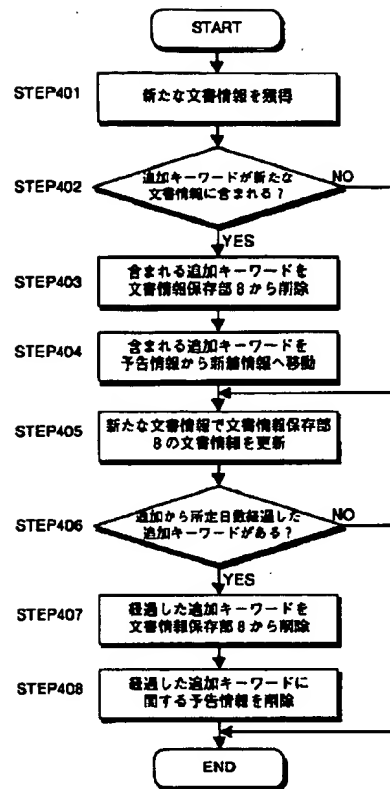 START
STEP401
新たな文書情報を獲得
STEP402
追加キーワードが新たな
文書情報に含まれる?
NO
YES
STEP403
含まれる追加キーワードを
文書情報保存部8から削除
STEP404
含まれる追加キーワードを
予告情報から新着情報へ移動
STEP405
新たな文書情報で文書情報保存部
8の文書情報を更新
STEP406
追加から所定日数経過した
追加キーワードがある?
NO
YES
STEP407
経過した追加キーワードを
文書情報保存部8から削除
STEP408
経過した追加キーワードに
関する予告情報を削除
END